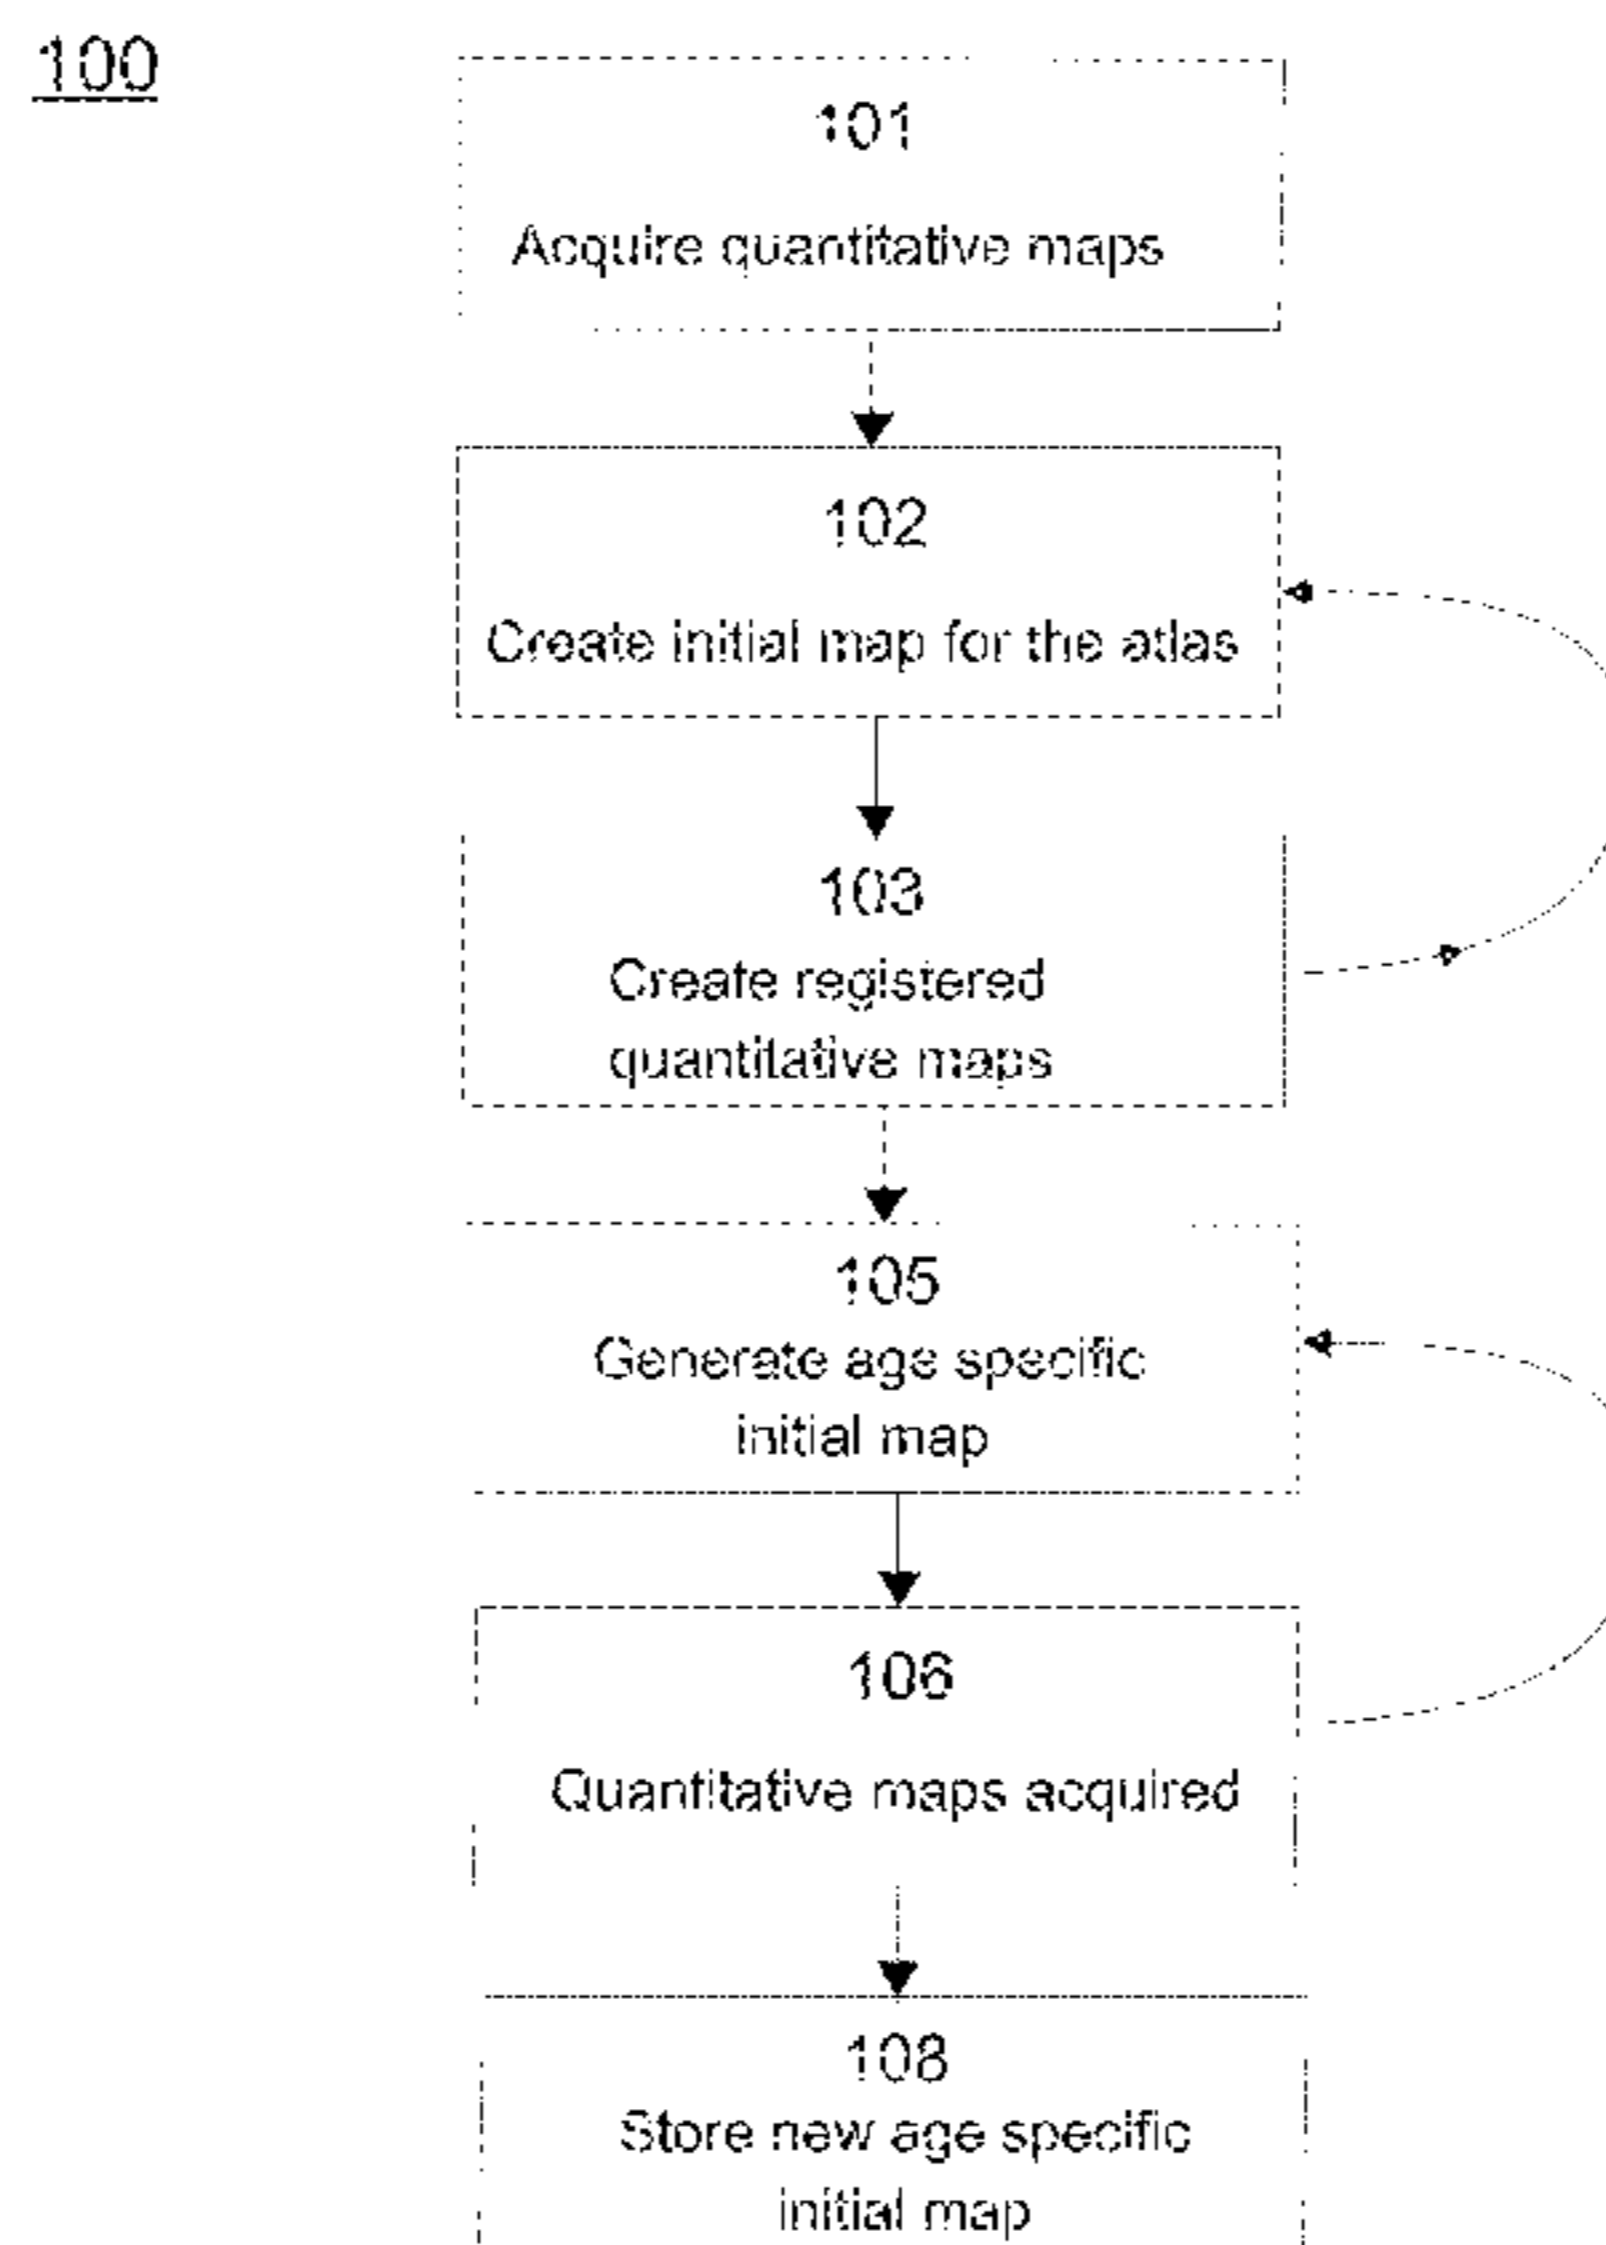 100
101
Acquire quantitative maps
102
Create initial map for the atlas
103
Create registered
quantitative maps
105
Generate age specific
initial map
106
Quantitative maps acquired
108
Store new age specific
initial map